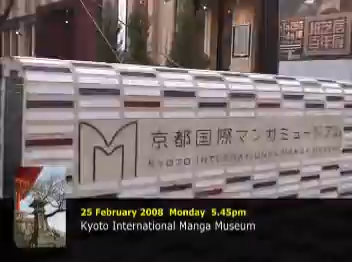 京都国際マンガミュージアム
KYOTO INTERNATIONAL MANGA MUSEUM
25 February 2008 Monday 5.45pm
Kyoto International Manga Museum